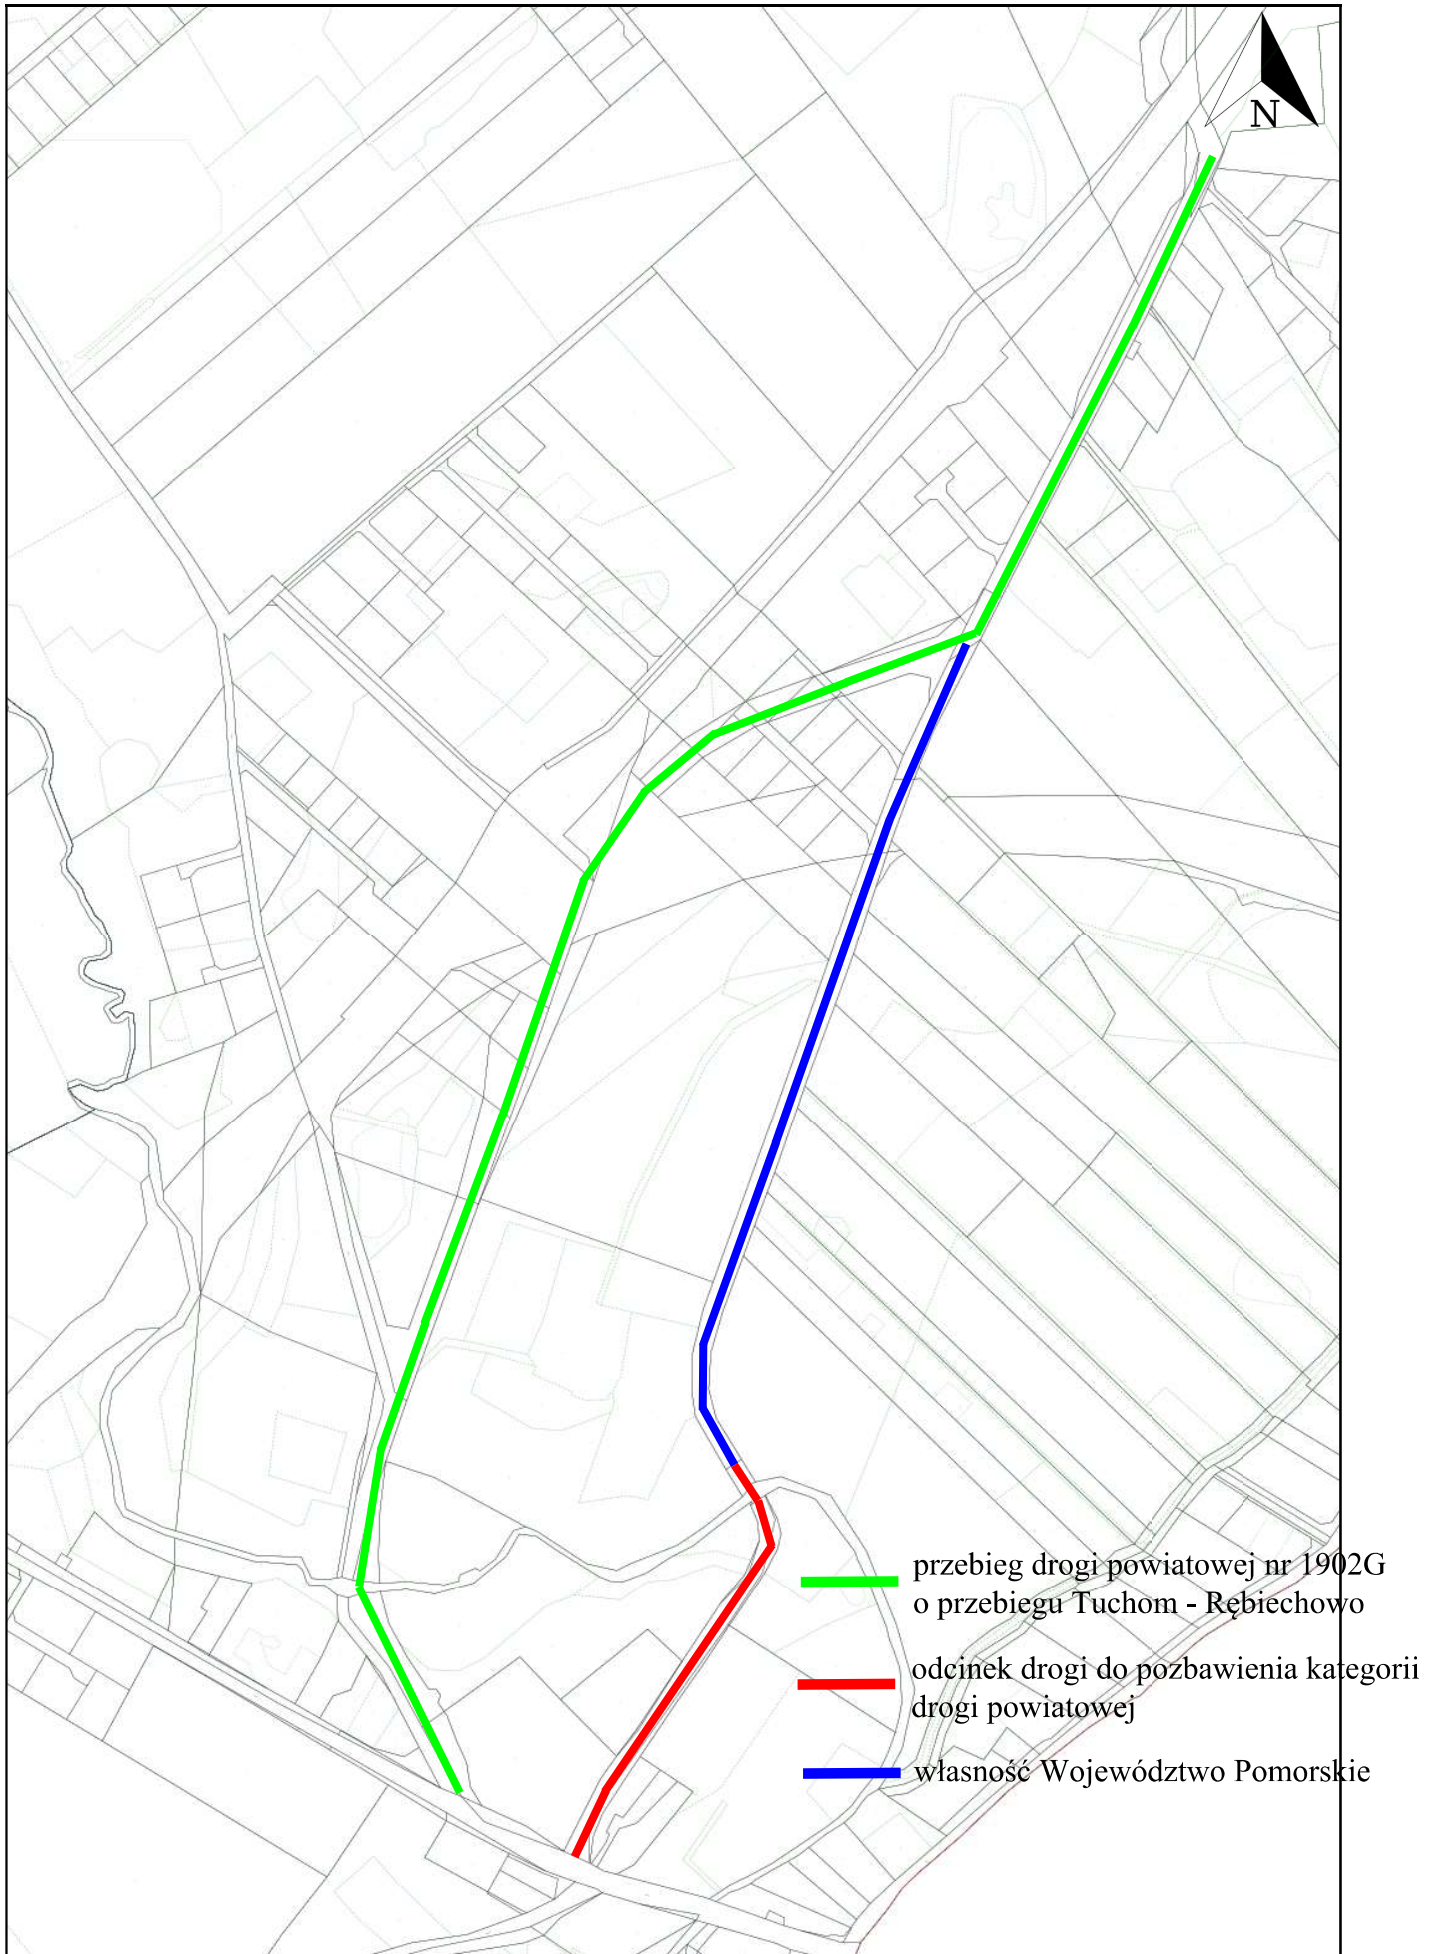 N
przebieg drogi powiatowej nr 1902G
o przebiegu Tuchom - Rębiechowo
odcinek drogi do pozbawienia kategorii
drogi powiatowej
własność Województwo Pomorskie